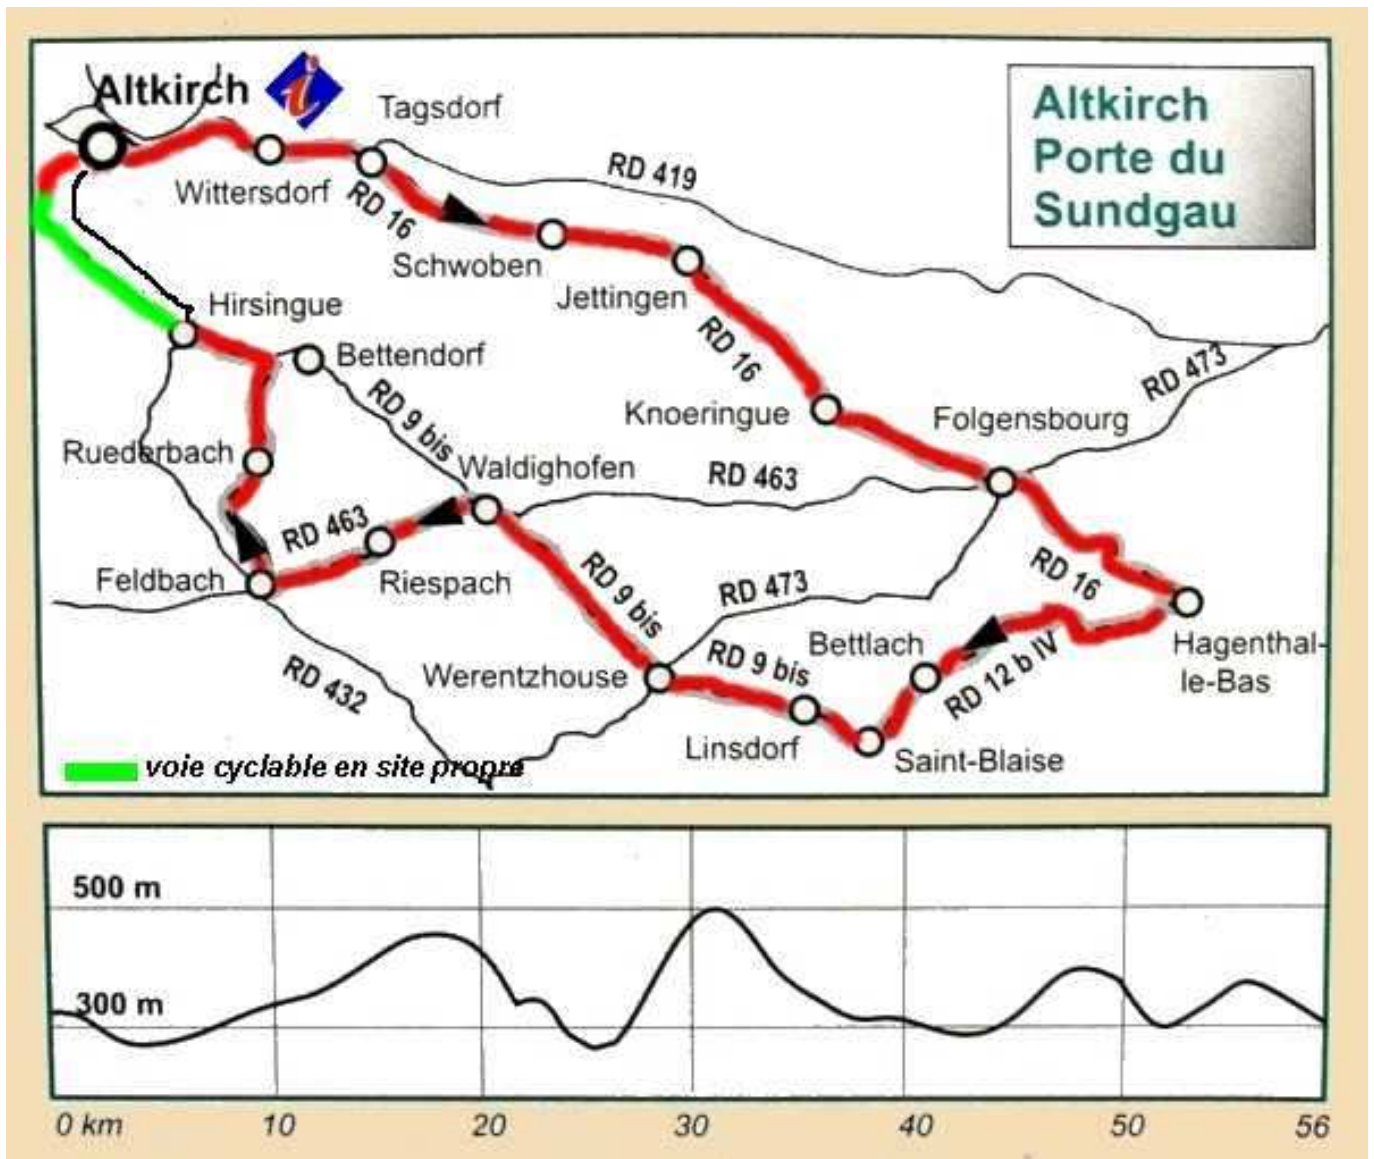 Altkirch
i
Tagsdorf
Altkirch
Porte du
Sundgau
RD 419
Wittersdorf
RD 16
Schwoben
Jettingen
Hirsingue
Bettendorf
RD 16
RD 473
RD 9 bis
Knoeringue
Folgensbourg
Ruederbach
Waldighofen
RD 463
RD 463
Feldbach
Riespach
RD 9 bis
RD 473
RD 16
Bettlach
Hagenthal-
le-Bas
RD 432
Werentzhouse
RD 9 bis
RD 12 b IV
Linsdorf
Saint-Blaise
voie cyclable en site propre
500 m
300 m
0 km 10 20 30 40 50 56